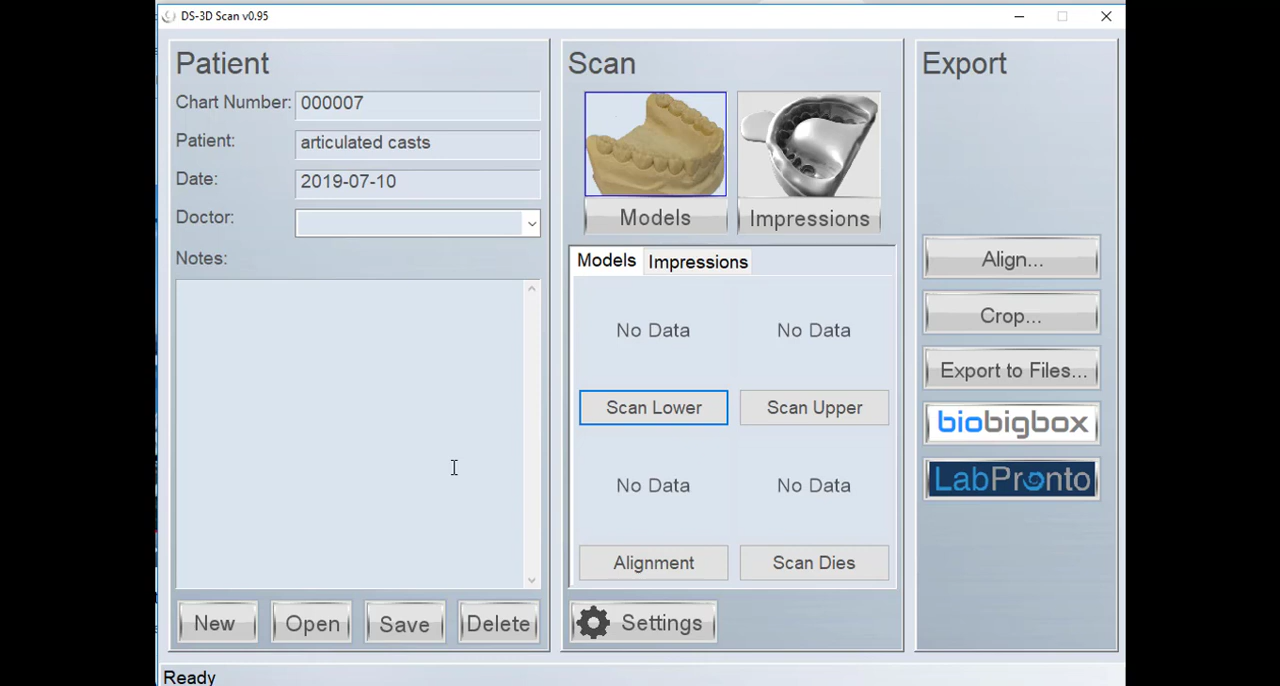 DS-3D Scan v0.95
Patient
Chart Number: 000007
Patient: articulated casts
Date: 2019-07-10
Doctor:
Notes:
New Open Save Delete
Scan
Models Impressions
Models Impressions
No Data No Data
Scan Lower Scan Upper
No Data No Data
Alignment Scan Dies
Settings
Export
Align...
Crop...
Export to Files...
biobigbox
LabPronto
Ready